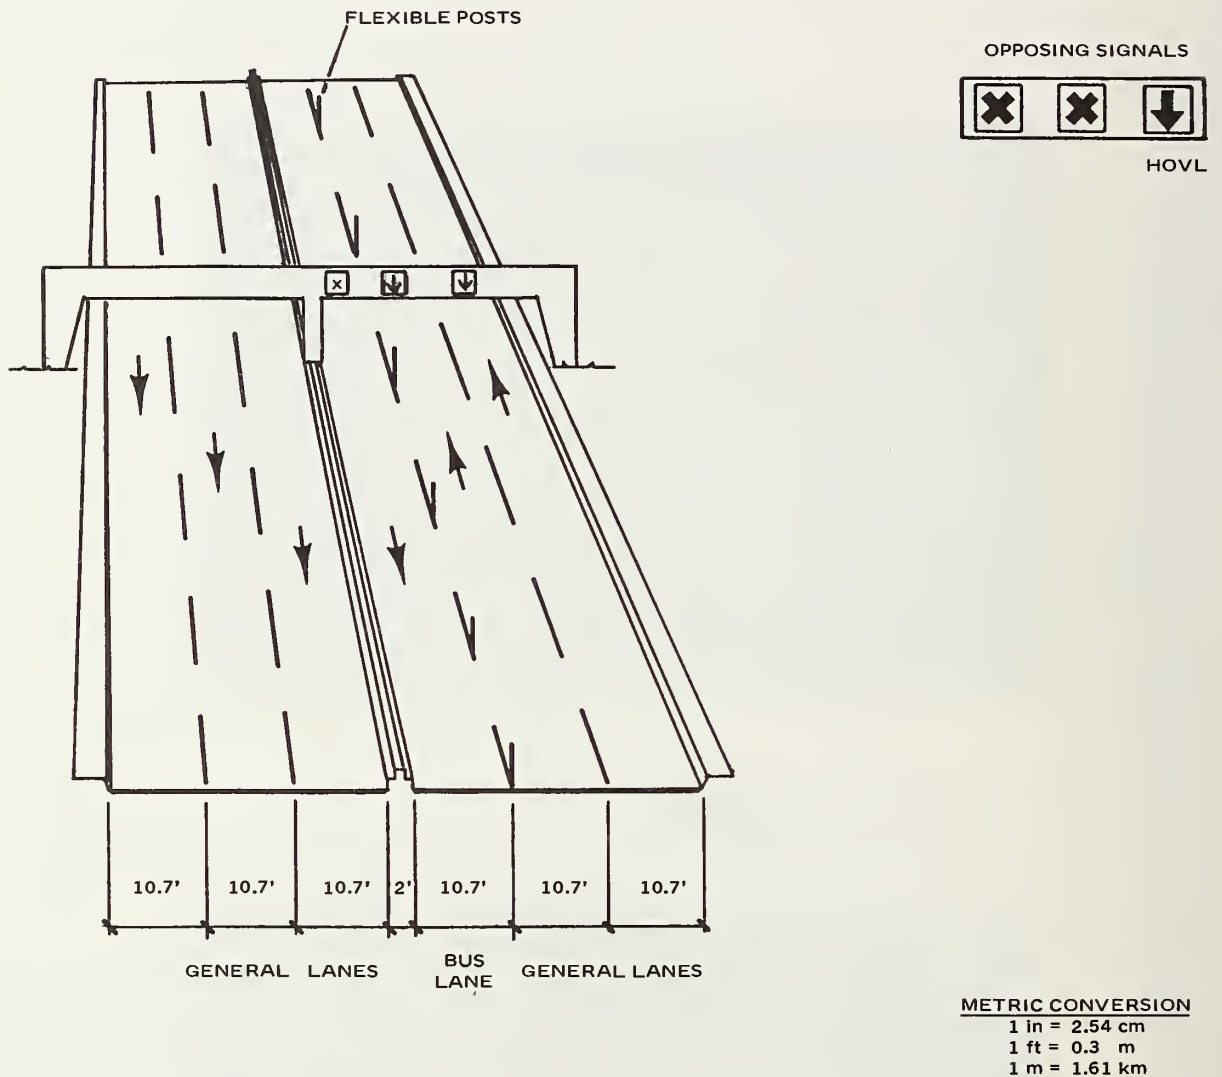 FLEXIBLE POSTS
OPPOSING SIGNALS
HOVL
x
10.7' 10.7' 10.7' 2' 10.7' 10.7' 10.7'
GENERAL LANES
BUS
LANE
GENERAL LANES
METRIC CONVERSION
1 in = 2.54 cm
1 ft = 0.3 m
1 m = 1.61 km